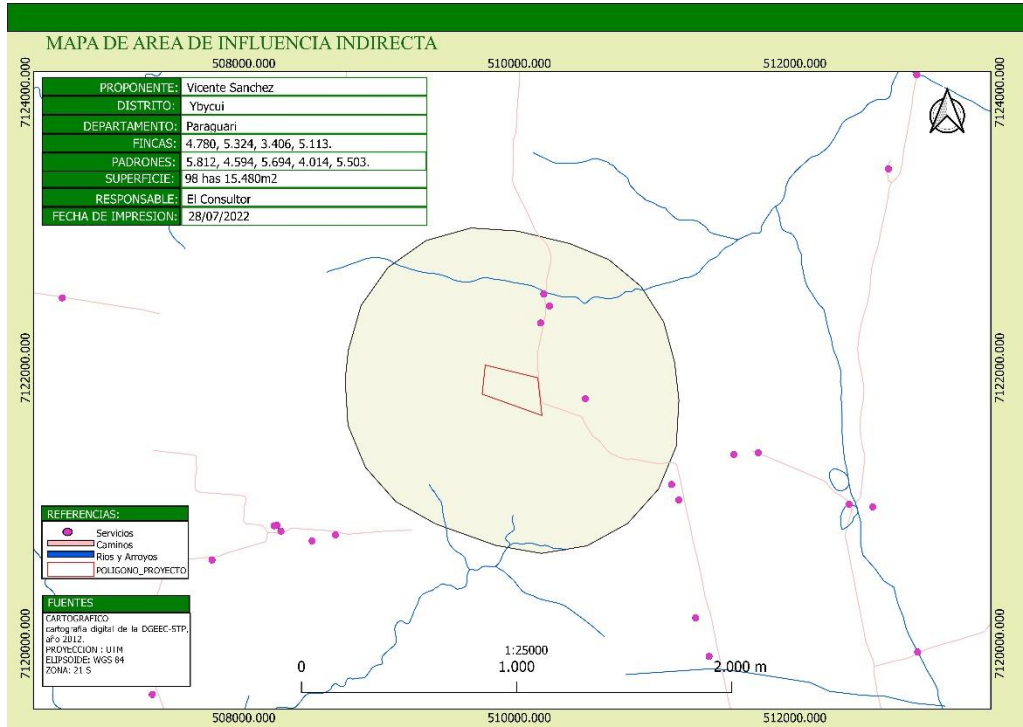 MAPA DE AREA DE INFLUENCIA INDIRECTA
508000.000 510000.000 512000.000
7124000.000 7124000.000
PROPONENTE: Vicente Sanchez
DISTRITO: Ybycui
DEPARTAMENTO: Paraguari
FINCAS: 4.780, 5.324, 3.406, 5.113.
PADRONES: 5.812, 4.594, 5.694, 4.014, 5.503.
SUPERFICIE: 98 has 15.480m2
RESPONSABLE: El Consultor
FECHA DE IMPRESION: 28/07/2022
7122000.000 7122000.000
REFERENCIAS:
Servicios
Caminos
Rios y Arroyos
POLIGONO_PROYECTO
FUENTES
CARTOGRAFICO
cartografia digital de la DGEEC-STP,
año 2012.
PROYECCION : UTM
ELIPSOIDE: WGS 84
ZONA: 21 S
7120000.000 7120000.000
1:25000
0 1.000 2.000 m
508000.000 510000.000 512000.000